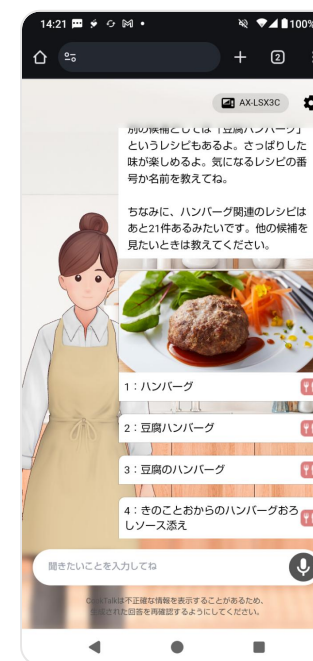 14:21
100%
2
AX-LSX3C
別の候補としては「豆腐ハンバーグ」
というレシピもあるよ。さっぱりした
味が楽しめるよ。気になるレシピの番
号か名前を教えてね。
ちなみに、ハンバーグ関連のレシピは
あと21件あるみたいです。他の候補を
見たいときは教えてください。
1：ハンバーグ
2：豆腐ハンバーグ
3：豆腐のハンバーグ
4：きのことおからのハンバーグおろ
しソース添え
聞きたいことを入力してね
CookTalkは不正確な情報を表示することがあるため、
生成された回答を再確認するようにしてください。